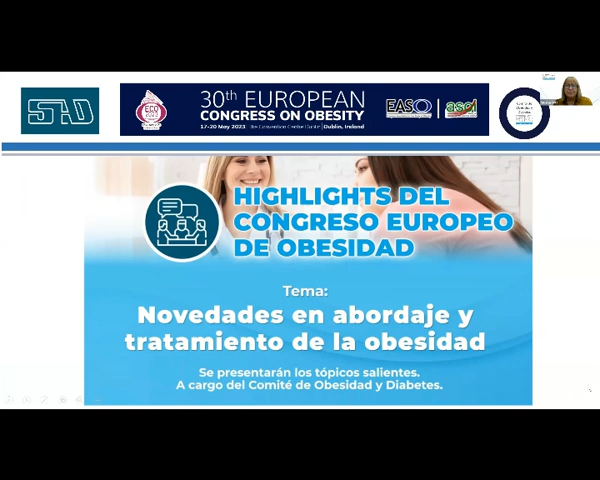 SAD
ECO
30th EUROPEAN
CONGRESS ON OBESITY
17-20 May 2023
Dublin, Ireland
EASO
asoi
HIGHLIGHTS DEL
CONGRESO EUROPEO
DE OBESIDAD
Tema:
Novedades en abordaje y
tratamiento de la obesidad
Se presentarán los tópicos salientes.
A cargo del Comité de Obesidad y Diabetes.